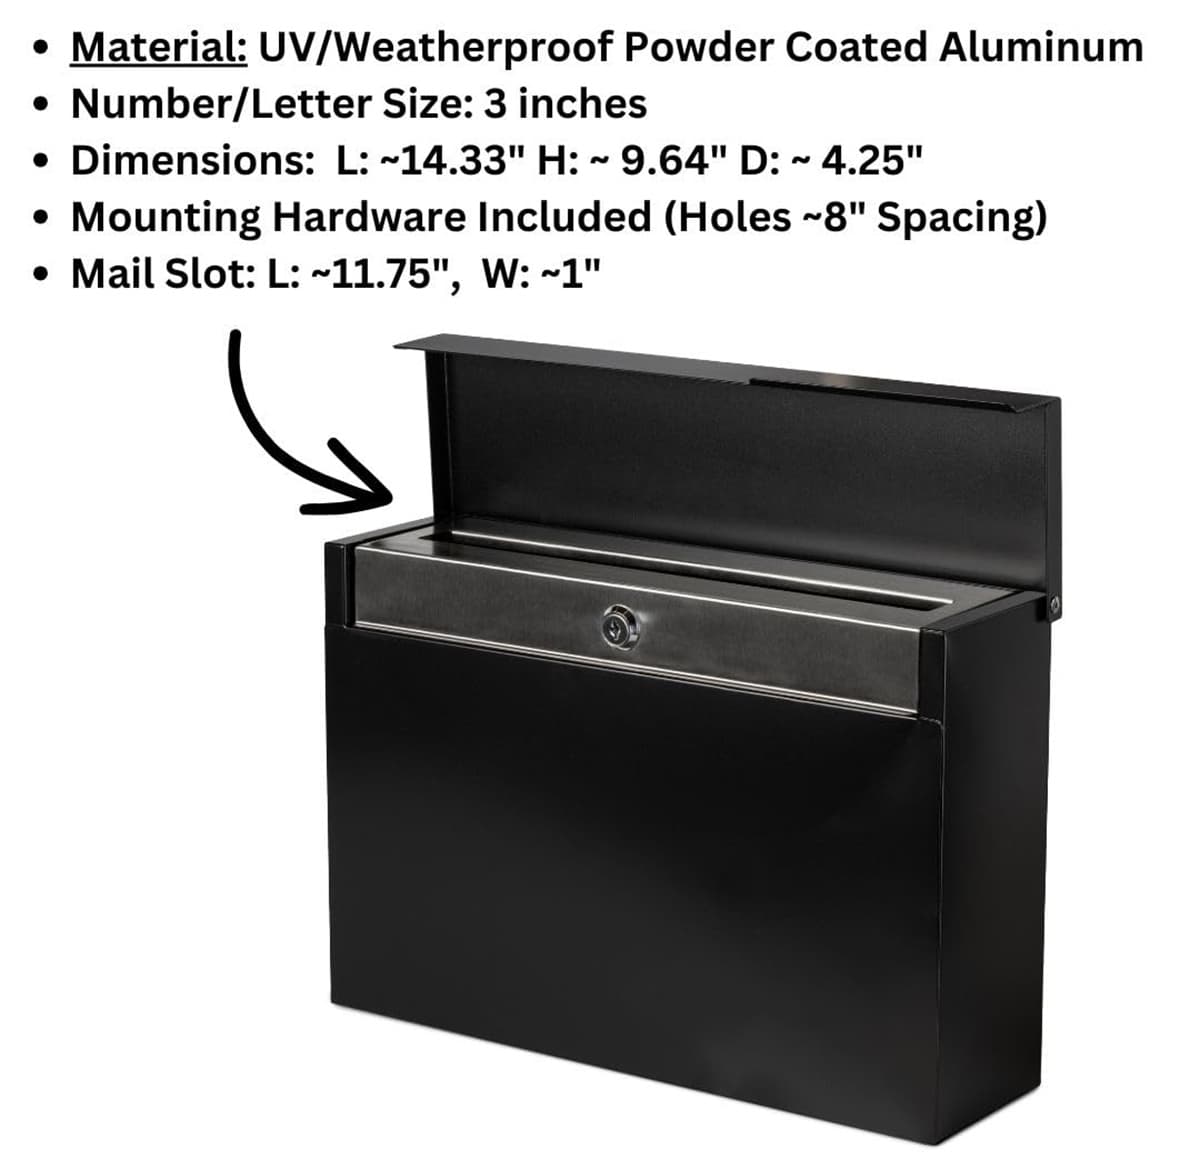 • Material: UV/Weatherproof Powder Coated Aluminum
• Number/Letter Size: 3 inches
• Dimensions:  L: ~14.33" H: ~ 9.64" D: ~ 4.25"
• Mounting Hardware Included (Holes ~8" Spacing)
• Mail Slot: L: ~11.75",  W: ~1"